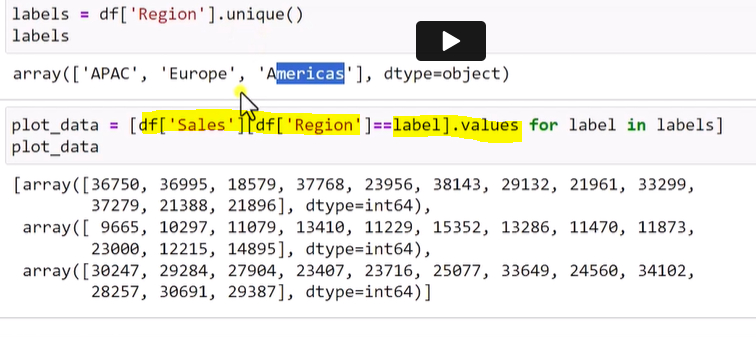 labels = df['Region'].unique()
labels
array(['APAC', 'Europe', 'Americas'], dtype=object)
plot_data = [df['Sales'][df['Region']==label].values for label in labels]
plot_data
[array([36750, 36995, 18579, 37768, 23956, 38143, 29132, 21961, 33299,
37279, 21388, 21896], dtype=int64),
array([ 9665, 10297, 11079, 13410, 11229, 15352, 13286, 11470, 11873,
23000, 12215, 14895], dtype=int64),
array([30247, 29284, 27904, 23407, 23716, 25077, 33649, 24560, 34102,
28257, 30691, 29387], dtype=int64)]